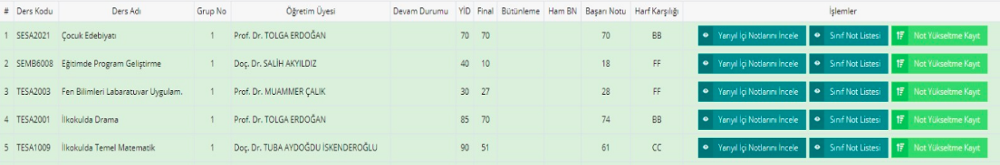 # Ders Kodu Ders Adı Grup No Öğretim Üyesi Devam Durumu YİD Final Bütünleme Ham BN Başarı Notu Harf Karşılığı İşlemler
1 SESA2021 Çocuk Edebiyatı 1 Prof. Dr. TOLGA ERDOĞAN 70 70 70 BB Yarıyıl İçi Notlarını İncele Sınıf Not Listesi Not Yükseltme Kayıt
2 SEMB6008 Eğitimde Program Geliştirme 1 Doç. Dr. SALİH AKYILDIZ 40 10 18 FF Yarıyıl İçi Notlarını İncele Sınıf Not Listesi Not Yükseltme Kayıt
3 TESA2003 Fen Bilimleri Labaratuvar Uygulam. 1 Prof. Dr. MUAMMER ÇALIK 30 27 28 FF Yarıyıl İçi Notlarını İncele Sınıf Not Listesi Not Yükseltme Kayıt
4 TESA2001 İlkokulda Drama 1 Prof. Dr. TOLGA ERDOĞAN 85 70 74 BB Yarıyıl İçi Notlarını İncele Sınıf Not Listesi Not Yükseltme Kayıt
5 TESA1009 İlkokulda Temel Matematik 1 Doç. Dr. TUBA AYDOĞDU İSKENDEROĞLU 90 51 61 CC Yarıyıl İçi Notlarını İncele Sınıf Not Listesi Not Yükseltme Kayıt